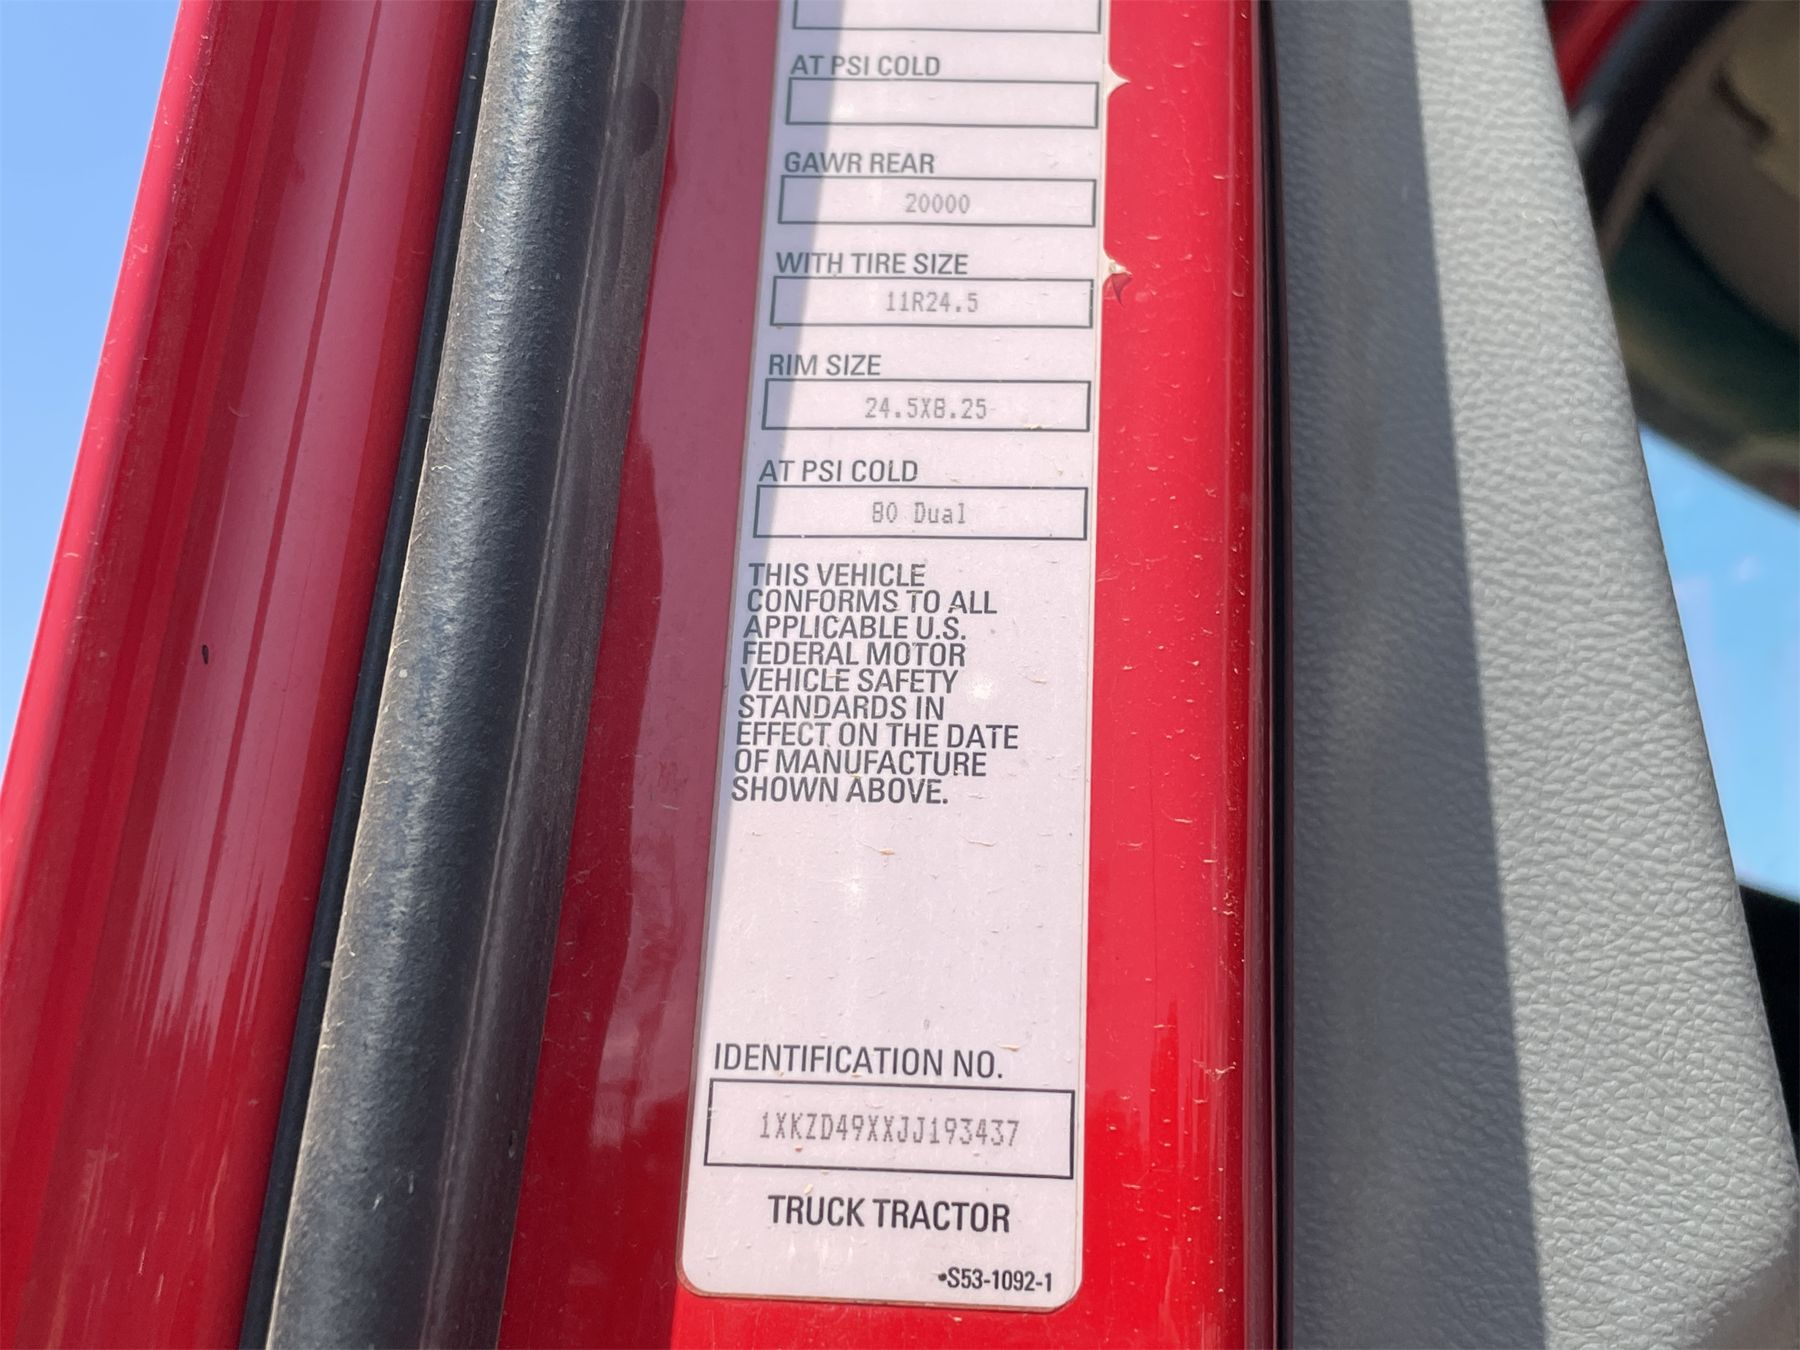 AT PSI COLD
GAWR REAR
20000
WITH TIRE SIZE
11R24.5
RIM SIZE
24.5X8.25
AT PSI COLD
80 Dual
THIS VEHICLE
CONFORMS TO ALL
APPLICABLE U.S.
FEDERAL MOTOR
VEHICLE SAFETY
STANDARDS IN
EFFECT ON THE DATE
OF MANUFACTURE
SHOWN ABOVE.
IDENTIFICATION NO.
1XKZD49XXJJ193437
TRUCK TRACTOR
•S53-1092-1